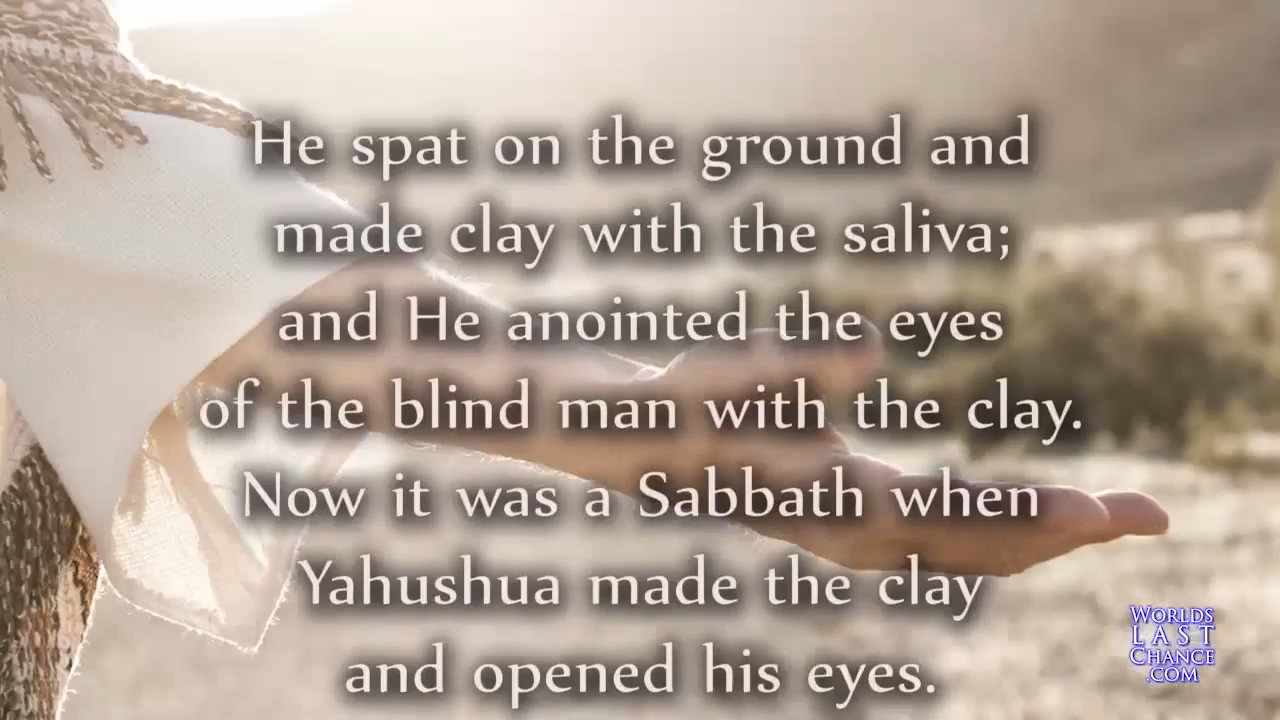 He spat on the ground and
made clay with the saliva;
and He anointed the eyes
of the blind man with the clay.
Now it was a Sabbath when
Yahushua made the clay
and opened his eyes.
WORLDS
LAST
CHANCE
.COM